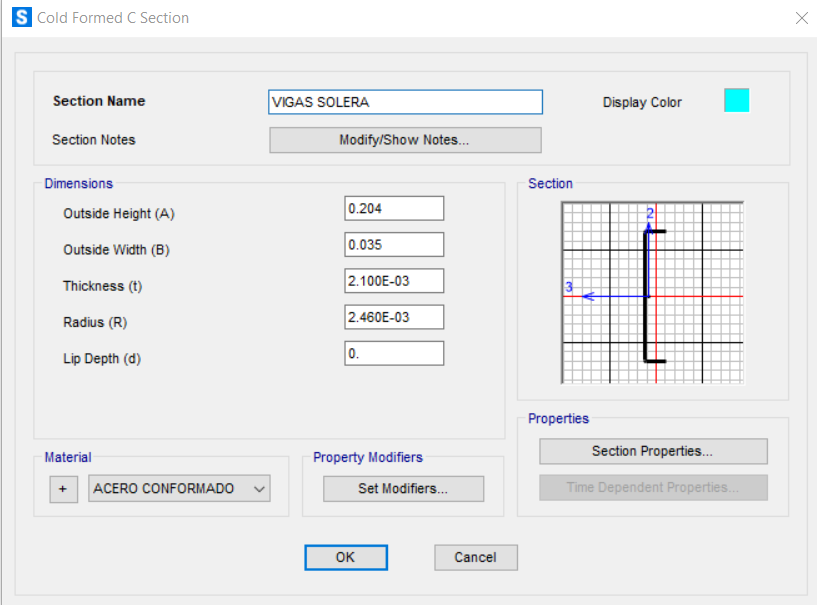 S Cold Formed C Section
Section Name VIGAS SOLERA Display Color
Section Notes Modify/Show Notes...
Dimensions
Outside Height (A) 0.204
Outside Width (B) 0.035
Thickness (t) 2.100E-03
Radius (R) 2.460E-03
Lip Depth (d) 0.
Section
2
3
Properties
Section Properties...
Time Dependent Properties...
Material
+ ACERO CONFORMADO
Property Modifiers
Set Modifiers...
OK Cancel